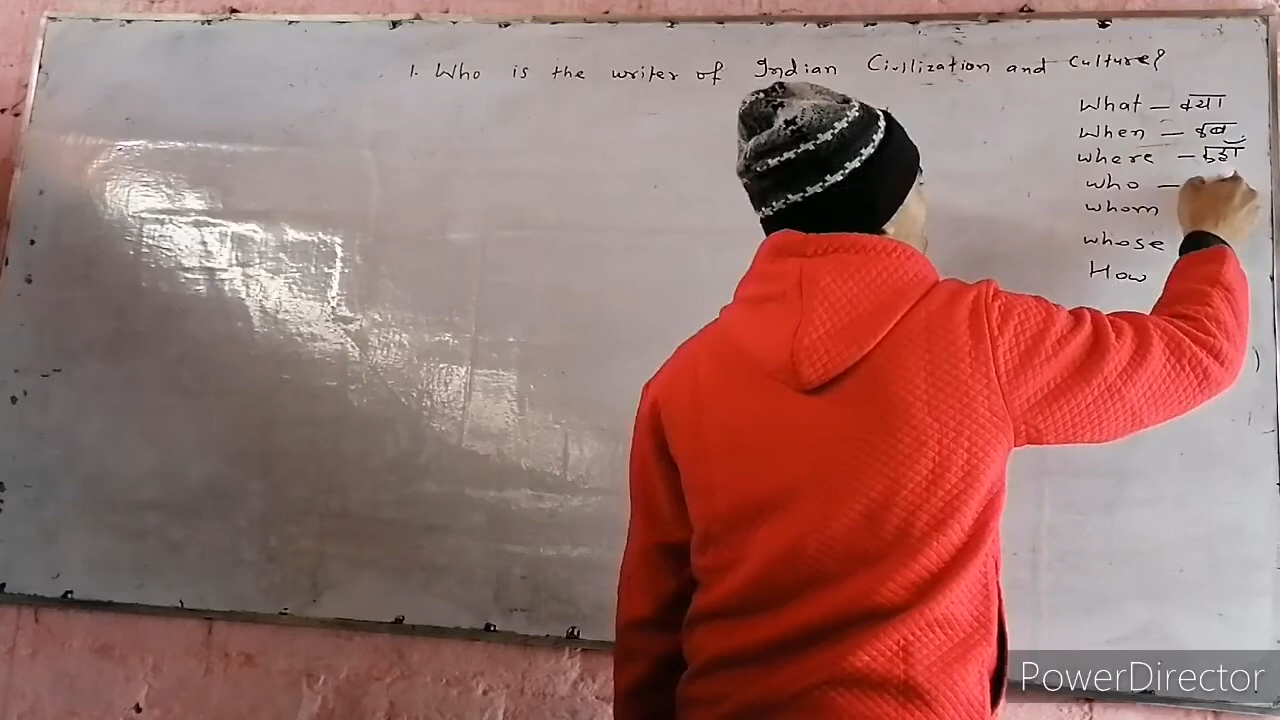 1. Who is the writer of Indian Civilization and Culture?
What – क्या
When – कब
where – कहाँ
who –
whom
whose
How
PowerDirector